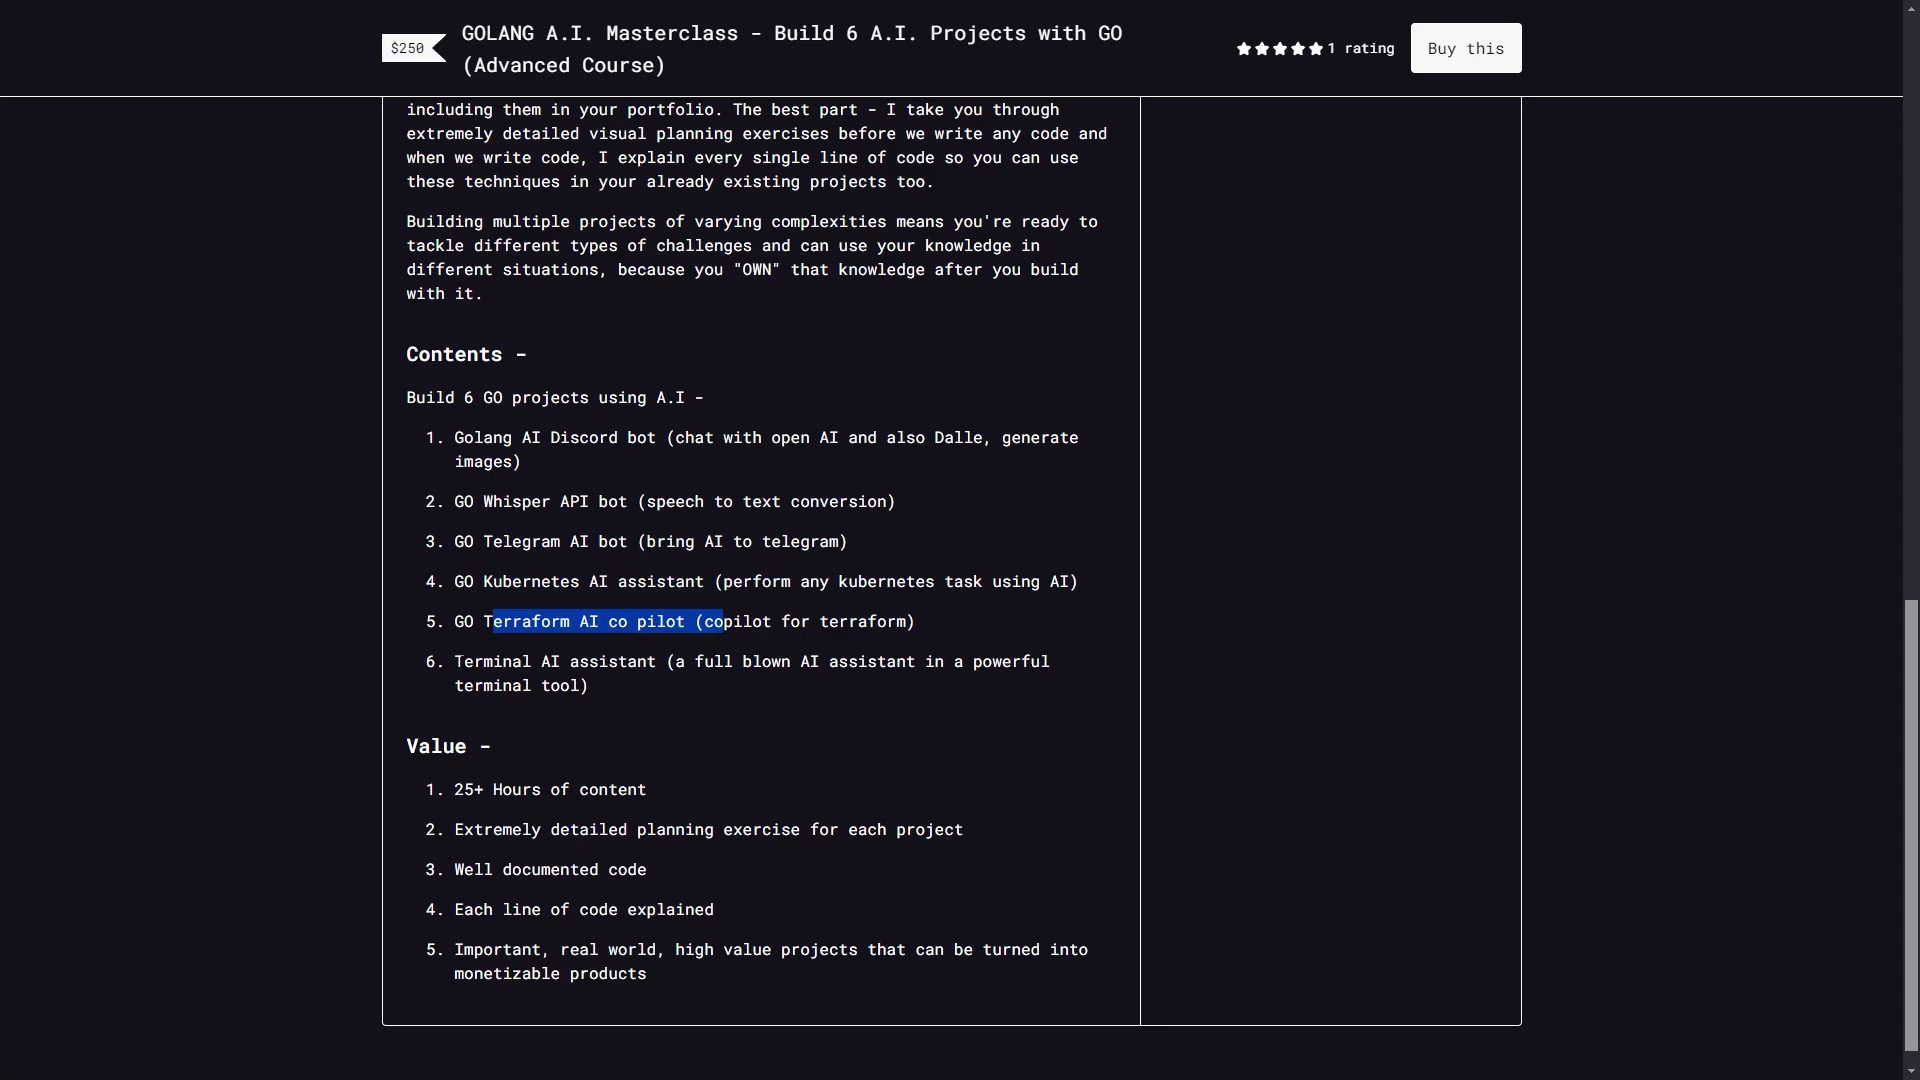 $250
GOLANG A.I. Masterclass - Build 6 A.I. Projects with GO
(Advanced Course)
1 rating
Buy this
including them in your portfolio. The best part - I take you through
extremely detailed visual planning exercises before we write any code and
when we write code, I explain every single line of code so you can use
these techniques in your already existing projects too.
Building multiple projects of varying complexities means you're ready to
tackle different types of challenges and can use your knowledge in
different situations, because you "OWN" that knowledge after you build
with it.
Contents -
Build 6 GO projects using A.I -
1. Golang AI Discord bot (chat with open AI and also Dalle, generate
images)
2. GO Whisper API bot (speech to text conversion)
3. GO Telegram AI bot (bring AI to telegram)
4. GO Kubernetes AI assistant (perform any kubernetes task using AI)
5. GO Terraform AI co pilot (copilot for terraform)
6. Terminal AI assistant (a full blown AI assistant in a powerful
terminal tool)
Value -
1. 25+ Hours of content
2. Extremely detailed planning exercise for each project
3. Well documented code
4. Each line of code explained
5. Important, real world, high value projects that can be turned into
monetizable products